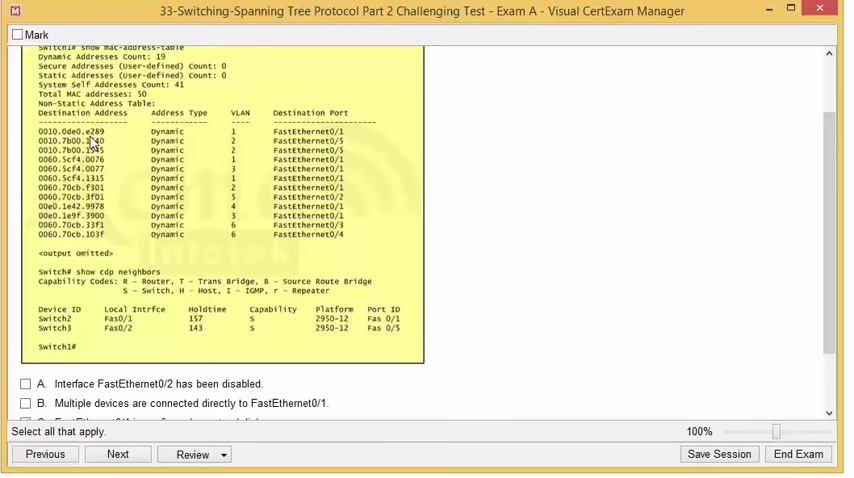 33-Switching-Spanning Tree Protocol Part 2 Challenging Test - Exam A - Visual CertExam Manager
Mark
Switch1# show mac-address-table
Dynamic Addresses Count: 19
Secure Addresses (User-defined) Count: 0
Static Addresses (User-defined) Count: 0
System Self Addresses Count: 41
Total MAC addresses: 50
Non-Static Address Table:
Destination Address Address Type VLAN Destination Port
0010.0de0.e289 Dynamic 1 FastEthernet0/1
Dynamic 2 FastEthernet0/5
Dynamic 2 FastEthernet0/5
0060.5cf4.0076 Dynamic 1 FastEthernet0/1
0060.5cf4.0077 Dynamic 3 FastEthernet0/1
0060.5cf4.1315 Dynamic 1 FastEthernet0/1
0060.70cb.f301 Dynamic 2 FastEthernet0/1
0060.70cb.3f01 Dynamic 5 FastEthernet0/2
00e0.1e42.9978 Dynamic 4 FastEthernet0/1
00e0.1e9f.3900 Dynamic 3 FastEthernet0/1
0060.70cb.33f1 Dynamic 6 FastEthernet0/3
0060.70cb.103f Dynamic 6 FastEthernet0/4
<output omitted>
Switch# show cdp neighbors
Capability Codes: R - Router, T - Trans Bridge, B - Source Route Bridge
S - Switch, H - Host, I - IGMP, r - Repeater
Device ID Local Intrfce Holdtime Capability Platform Port ID
Switch2 Fas0/1 157 S 2950-12 Fas 0/1
Switch3 Fas0/2 143 S 2950-12 Fas 0/5
Switch1#
A. Interface FastEthernet0/2 has been disabled.
B. Multiple devices are connected directly to FastEthernet0/1.
Select all that apply.
100%
Previous
Next
Review
Save Session
End Exam